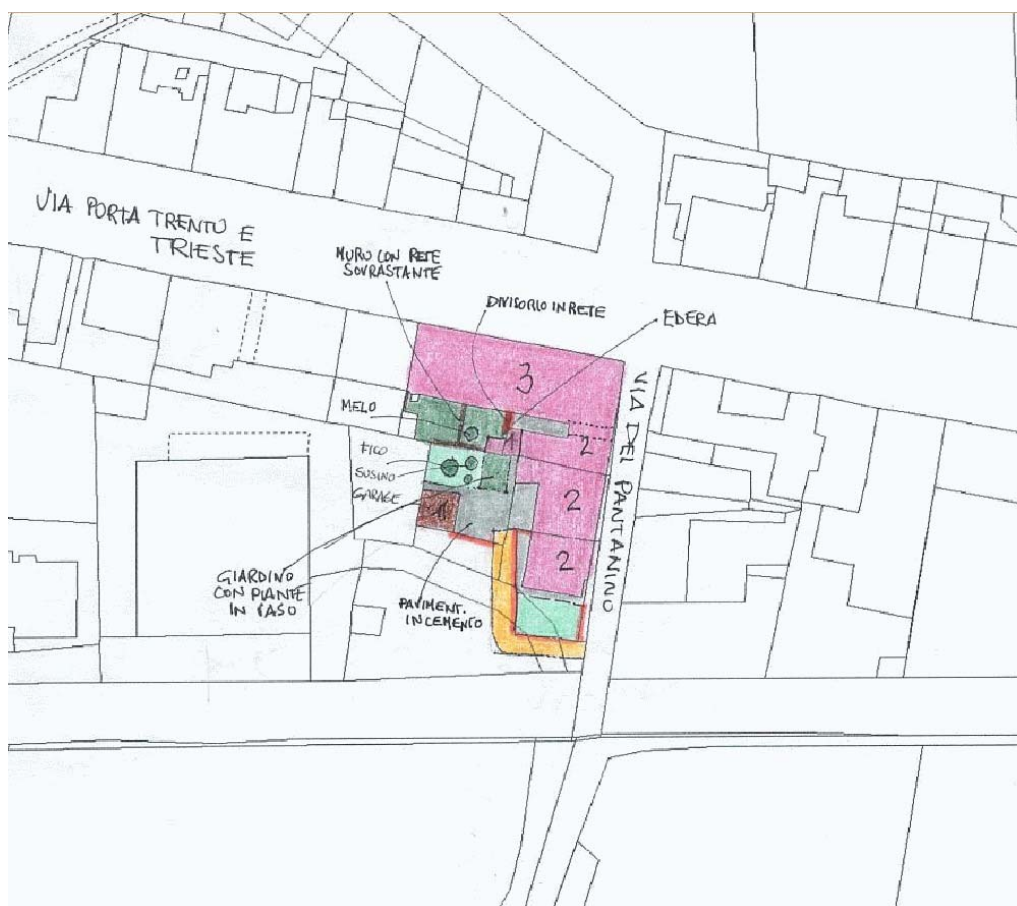 VIA PORTA TRENTO E
TRIESTE
MURO CON RETE
SOVRASTANTE
DIVISORIO IN RETE
EDERA
3
MELO
1
2
VIA DEL PANTANINO
FICO
SUSINO
GARAGE
2
1
2
GIARDINO
CON PIANTE
IN VASO
PAVIMENT.
IN CEMENTO